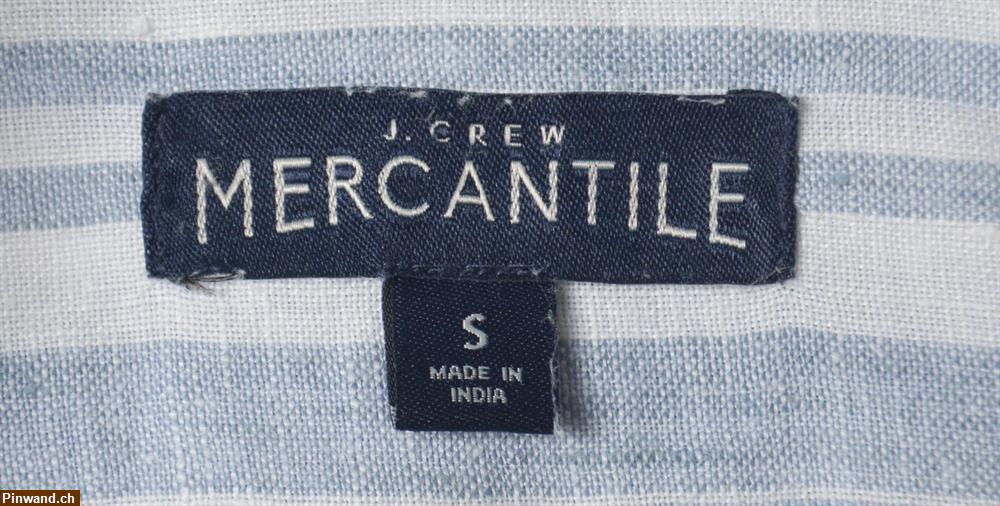 J. CREW
MERCANTILE
S
MADE IN
INDIA
Pinwand.ch